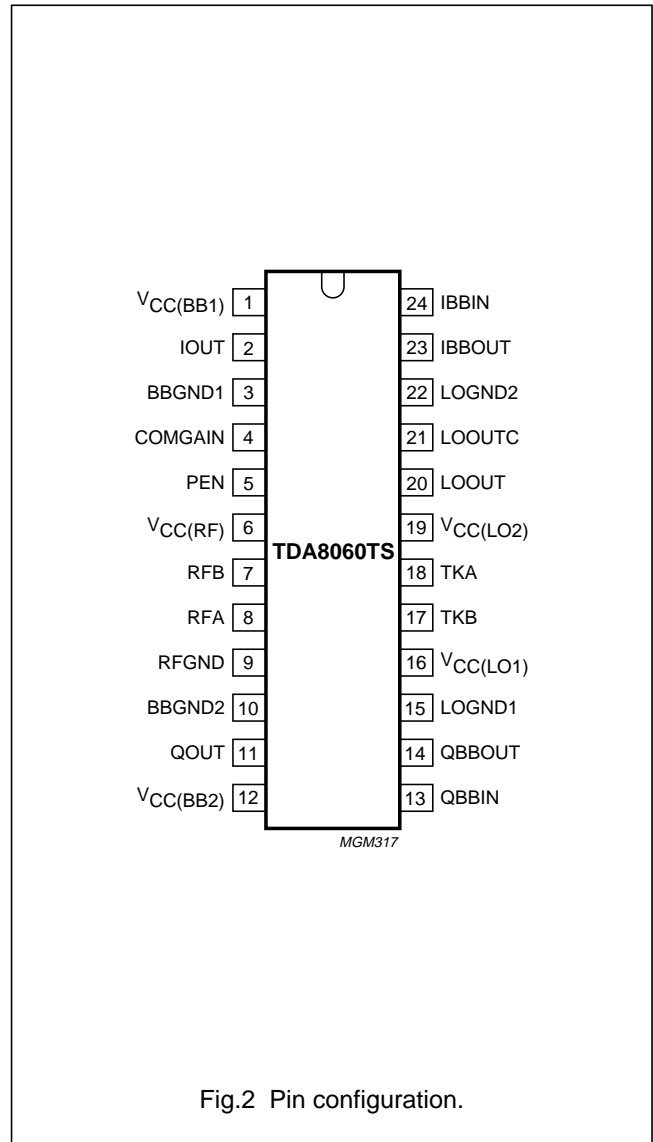 VCC(BB1) 1 24 IBBIN
IOUT 2 23 IBBOUT
BBGND1 3 22 LOGND2
COMGAIN 4 21 LOOUTC
PEN 5 20 LOOUT
VCC(RF) 6 19 VCC(LO2)
TDA8060TS
RFB 7 18 TKA
RFA 8 17 TKB
RFGND 9 16 VCC(LO1)
BBGND2 10 15 LOGND1
QOUT 11 14 QBBOUT
VCC(BB2) 12 13 QBBIN
MGM317
Fig.2 Pin configuration.